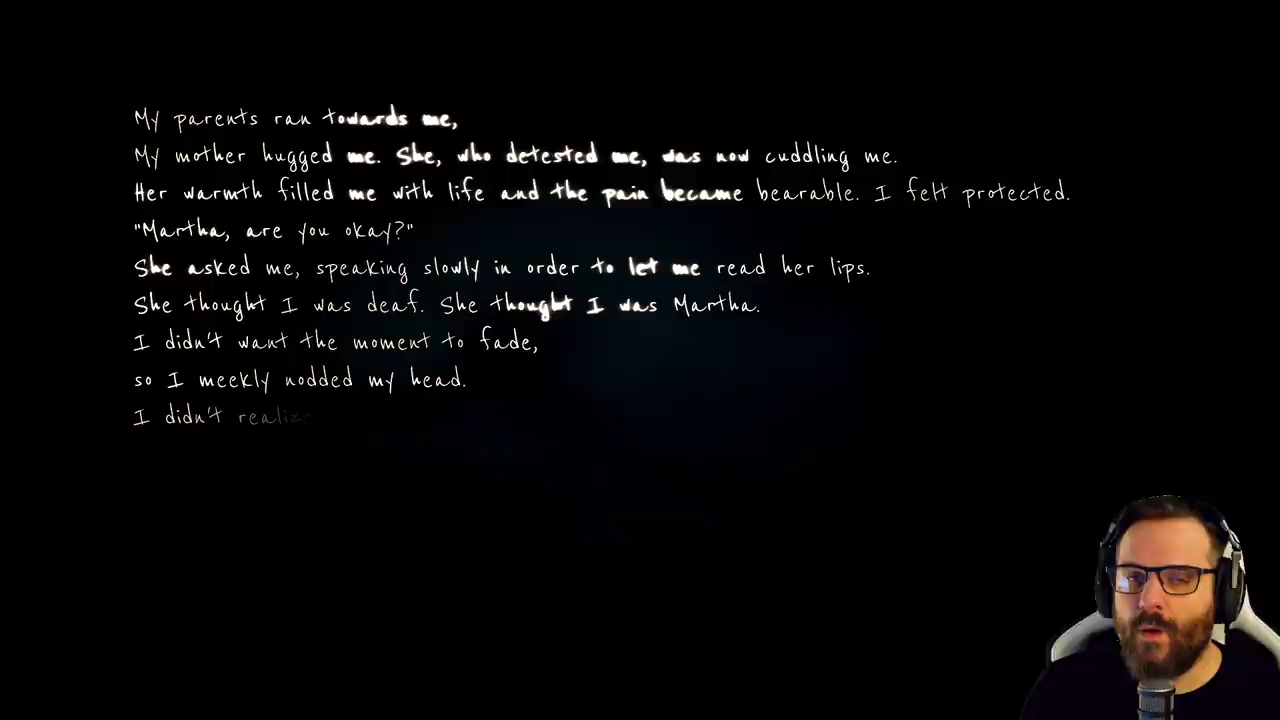 My parents ran towards me,
My mother hugged me. She, who detested me, was now cuddling me.
Her warmth filled me with life and the pain became bearable. I felt protected.
"Martha, are you okay?"
She asked me, speaking slowly in order to let me read her lips.
She thought I was deaf. She thought I was Martha.
I didn't want the moment to fade,
so I meekly nodded my head.
I didn't realize